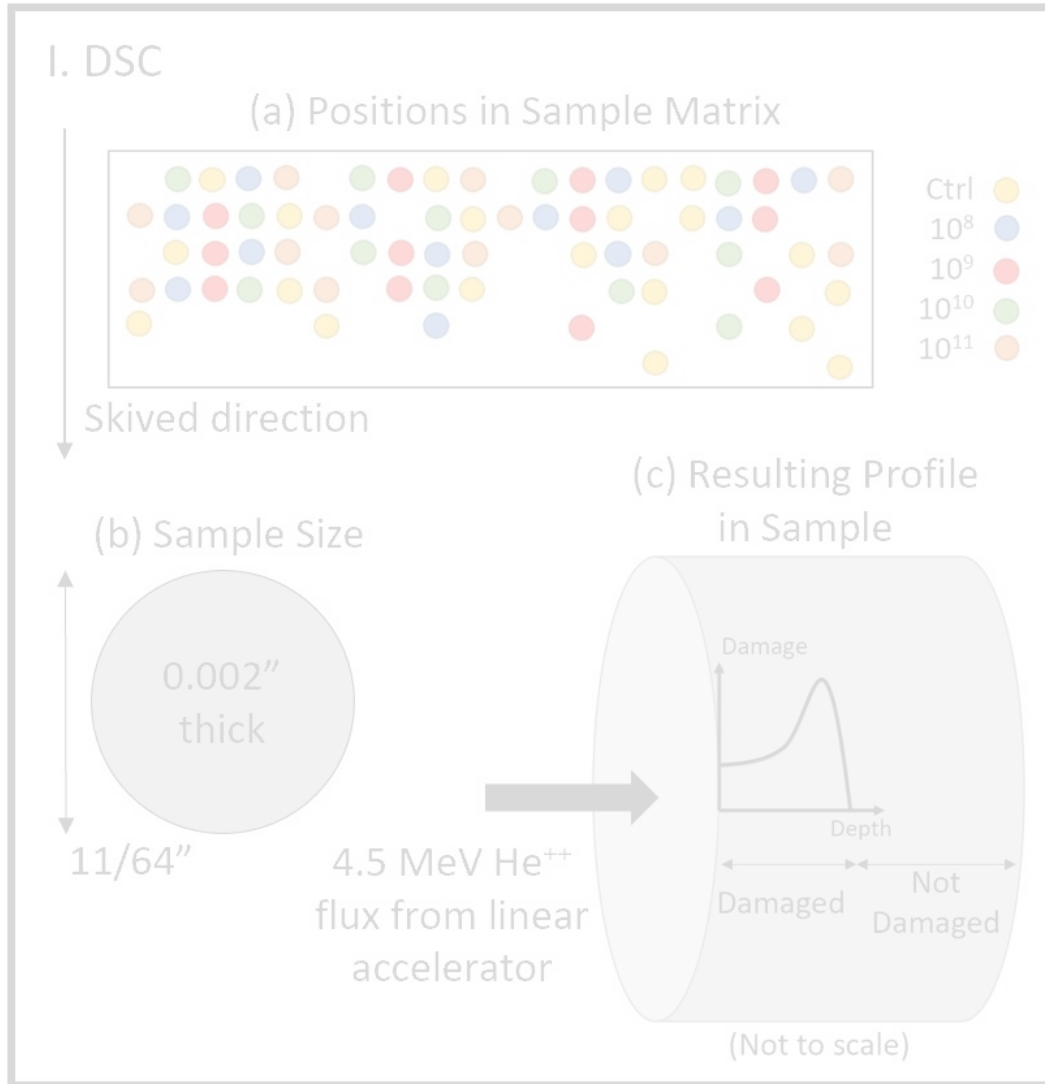 I. DSC
(a) Positions in Sample Matrix
Ctrl
10⁸
10⁹
10¹⁰
10¹¹
Skived direction
(b) Sample Size
0.002”
thick
11/64”
(c) Resulting Profile
in Sample
Damage
Depth
Damaged
Not
Damaged
4.5 MeV He⁺⁺
flux from linear
accelerator
(Not to scale)